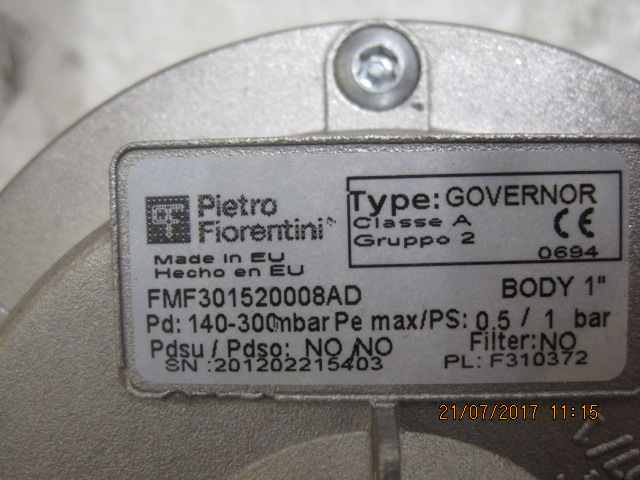 Pietro
Fiorentini
Type: GOVERNOR
Classe A
Gruppo 2
CE
0694
Made in EU
Hecho en EU
FMF301520008AD BODY 1"
Pd: 140-300mbar Pe max/PS: 0.5 / 1 bar
Pdsu / Pdso: NO/NO Filter: NO
SN :201202215403 PL: F310372
21/07/2017 11:15